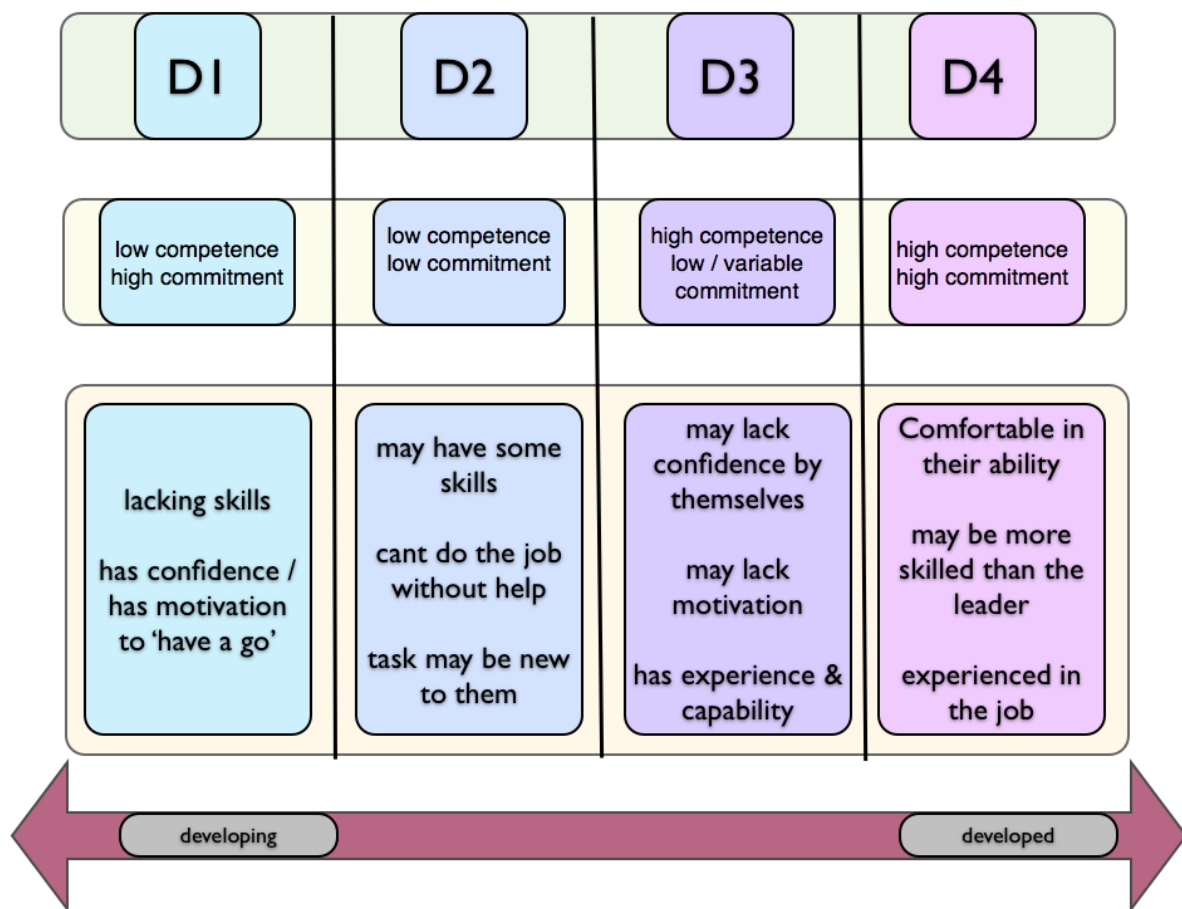 D1
D2
D3
D4
low competence
high commitment
low competence
low commitment
high competence
low / variable
commitment
high competence
high commitment
lacking skills
has confidence /
has motivation
to ‘have a go’
may have some
skills
cant do the job
without help
task may be new
to them
may lack
confidence by
themselves
may lack
motivation
has experience &
capability
Comfortable in
their ability
may be more
skilled than the
leader
experienced in
the job
developing
developed